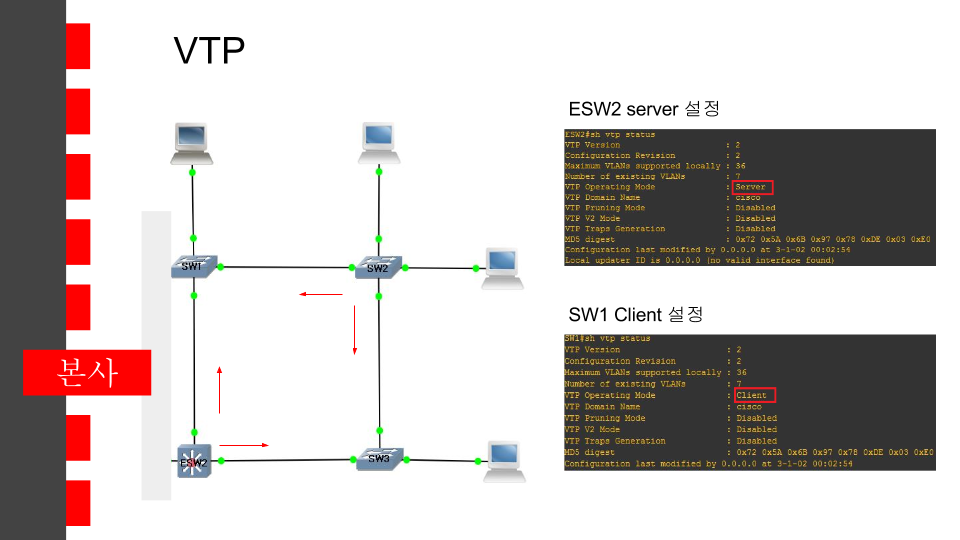 VTP
ESW2 server 설정
ESW2#sh vtp status
VTP Version : 2
Configuration Revision : 2
Maximum VLANs supported locally : 36
Number of existing VLANs : 7
VTP Operating Mode : Server
VTP Domain Name : cisco
VTP Pruning Mode : Disabled
VTP V2 Mode : Disabled
VTP Traps Generation : Disabled
MD5 digest : 0x72 0x5A 0x6B 0x97 0x78 0xDE 0x03 0xE0
Configuration last modified by 0.0.0.0 at 3-1-02 00:02:54
Local updater ID is 0.0.0.0 (no valid interface found)
SW1
SW2
SW1 Client 설정
SW1#sh vtp status
VTP Version : 2
Configuration Revision : 2
Maximum VLANs supported locally : 36
Number of existing VLANs : 7
VTP Operating Mode : Client
VTP Domain Name : cisco
VTP Pruning Mode : Disabled
VTP V2 Mode : Disabled
VTP Traps Generation : Disabled
MD5 digest : 0x72 0x5A 0x6B 0x97 0x78 0xDE 0x03 0xE0
Configuration last modified by 0.0.0.0 at 3-1-02 00:02:54
본사
ESW2
SW3